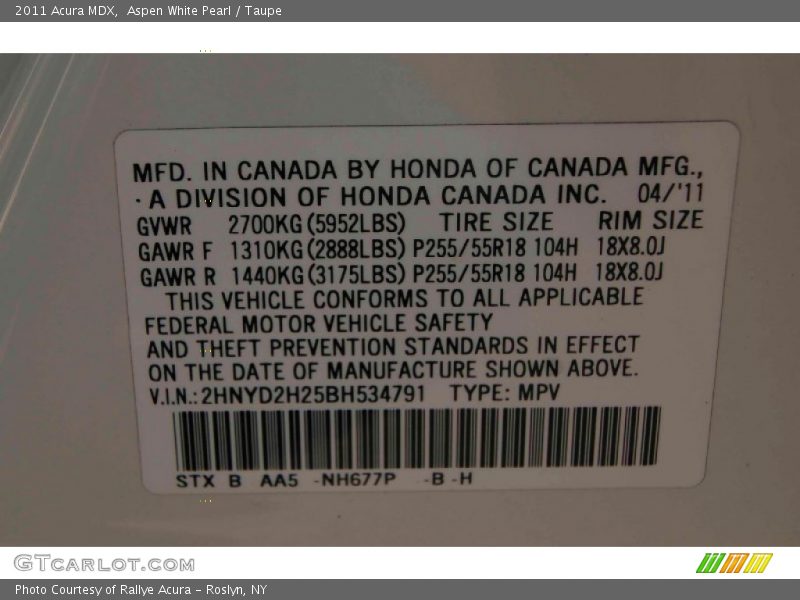 2011 Acura MDX, Aspen White Pearl / Taupe
MFD. IN CANADA BY HONDA OF CANADA MFG.,
·A DIVISION OF HONDA CANADA INC. 04/'11
GVWR 2700KG(5952LBS) TIRE SIZE RIM SIZE
GAWR F 1310KG(2888LBS) P255/55R18 104H 18X8.0J
GAWR R 1440KG(3175LBS) P255/55R18 104H 18X8.0J
THIS VEHICLE CONFORMS TO ALL APPLICABLE
FEDERAL MOTOR VEHICLE SAFETY
AND THEFT PREVENTION STANDARDS IN EFFECT
ON THE DATE OF MANUFACTURE SHOWN ABOVE.
V.I.N.:2HNYD2H25BH534791 TYPE: MPV
STX B AA5 -NH677P -B -H
GTCARLOT.COM
Photo Courtesy of Rallye Acura - Roslyn, NY